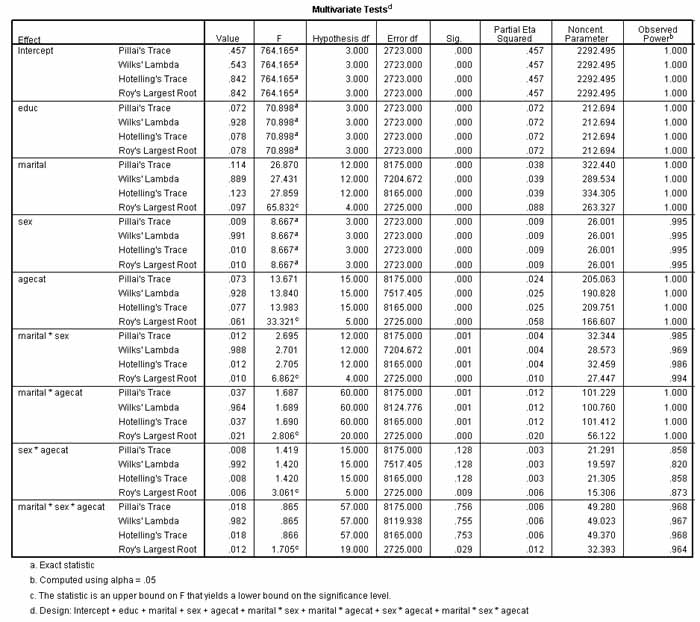 Multivariate Tests^d
Effect Value F Hypothesis df Error df Sig. Partial Eta Squared Noncent. Parameter Observed Power^b
Intercept Pillai's Trace .457 764.165^a 3.000 2723.000 .000 .457 2292.495 1.000
Wilks' Lambda .543 764.165^a 3.000 2723.000 .000 .457 2292.495 1.000
Hotelling's Trace .842 764.165^a 3.000 2723.000 .000 .457 2292.495 1.000
Roy's Largest Root .842 764.165^a 3.000 2723.000 .000 .457 2292.495 1.000
educ Pillai's Trace .072 70.898^a 3.000 2723.000 .000 .072 212.694 1.000
Wilks' Lambda .928 70.898^a 3.000 2723.000 .000 .072 212.694 1.000
Hotelling's Trace .078 70.898^a 3.000 2723.000 .000 .072 212.694 1.000
Roy's Largest Root .078 70.898^a 3.000 2723.000 .000 .072 212.694 1.000
marital Pillai's Trace .114 26.870 12.000 8175.000 .000 .038 322.440 1.000
Wilks' Lambda .889 27.431 12.000 7204.672 .000 .039 289.534 1.000
Hotelling's Trace .123 27.859 12.000 8165.000 .000 .039 334.305 1.000
Roy's Largest Root .097 65.832^c 4.000 2725.000 .000 .088 263.327 1.000
sex Pillai's Trace .009 8.667^a 3.000 2723.000 .000 .009 26.001 .995
Wilks' Lambda .991 8.667^a 3.000 2723.000 .000 .009 26.001 .995
Hotelling's Trace .010 8.667^a 3.000 2723.000 .000 .009 26.001 .995
Roy's Largest Root .010 8.667^a 3.000 2723.000 .000 .009 26.001 .995
agecat Pillai's Trace .073 13.671 15.000 8175.000 .000 .024 205.063 1.000
Wilks' Lambda .928 13.840 15.000 7517.405 .000 .025 190.828 1.000
Hotelling's Trace .077 13.983 15.000 8165.000 .000 .025 209.751 1.000
Roy's Largest Root .061 33.321^c 5.000 2725.000 .000 .058 166.607 1.000
marital * sex Pillai's Trace .012 2.695 12.000 8175.000 .001 .004 32.344 .985
Wilks' Lambda .988 2.701 12.000 7204.672 .001 .004 28.573 .969
Hotelling's Trace .012 2.705 12.000 8165.000 .001 .004 32.459 .986
Roy's Largest Root .010 6.862^c 4.000 2725.000 .000 .010 27.447 .994
marital * agecat Pillai's Trace .037 1.687 60.000 8175.000 .001 .012 101.229 1.000
Wilks' Lambda .964 1.689 60.000 8124.776 .001 .012 100.760 1.000
Hotelling's Trace .037 1.690 60.000 8165.000 .001 .012 101.412 1.000
Roy's Largest Root .021 2.806^c 20.000 2725.000 .000 .020 56.122 1.000
sex * agecat Pillai's Trace .008 1.419 15.000 8175.000 .128 .003 21.291 .858
Wilks' Lambda .992 1.420 15.000 7517.405 .128 .003 19.597 .820
Hotelling's Trace .008 1.420 15.000 8165.000 .128 .003 21.305 .858
Roy's Largest Root .006 3.061^c 5.000 2725.000 .009 .006 15.306 .873
marital * sex * agecat Pillai's Trace .018 .865 57.000 8175.000 .756 .006 49.280 .968
Wilks' Lambda .982 .865 57.000 8119.938 .755 .006 49.023 .967
Hotelling's Trace .018 .866 57.000 8165.000 .753 .006 49.370 .968
Roy's Largest Root .012 1.705^c 19.000 2725.000 .029 .012 32.393 .964
a. Exact statistic
b. Computed using alpha = .05
c. The statistic is an upper bound on F that yields a lower bound on the significance level.
d. Design: Intercept + educ + marital + sex + agecat + marital * sex + marital * agecat + sex * agecat + marital * sex * agecat